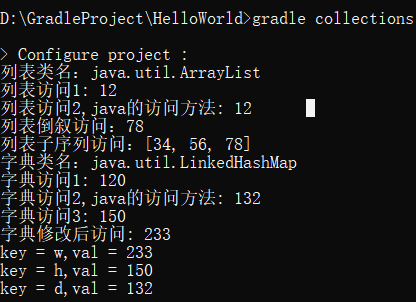 D:\GradleProject\HelloWorld>gradle collections
> Configure project :
列表类名：java.util.ArrayList
列表访问1: 12
列表访问2,java的访问方法: 12
列表倒叙访问：78
列表子序列访问：[34, 56, 78]
字典类名：java.util.LinkedHashMap
字典访问1: 120
字典访问2,java的访问方法: 132
字典访问3: 150
字典修改后访问: 233
key = w,val = 233
key = h,val = 150
key = d,val = 132